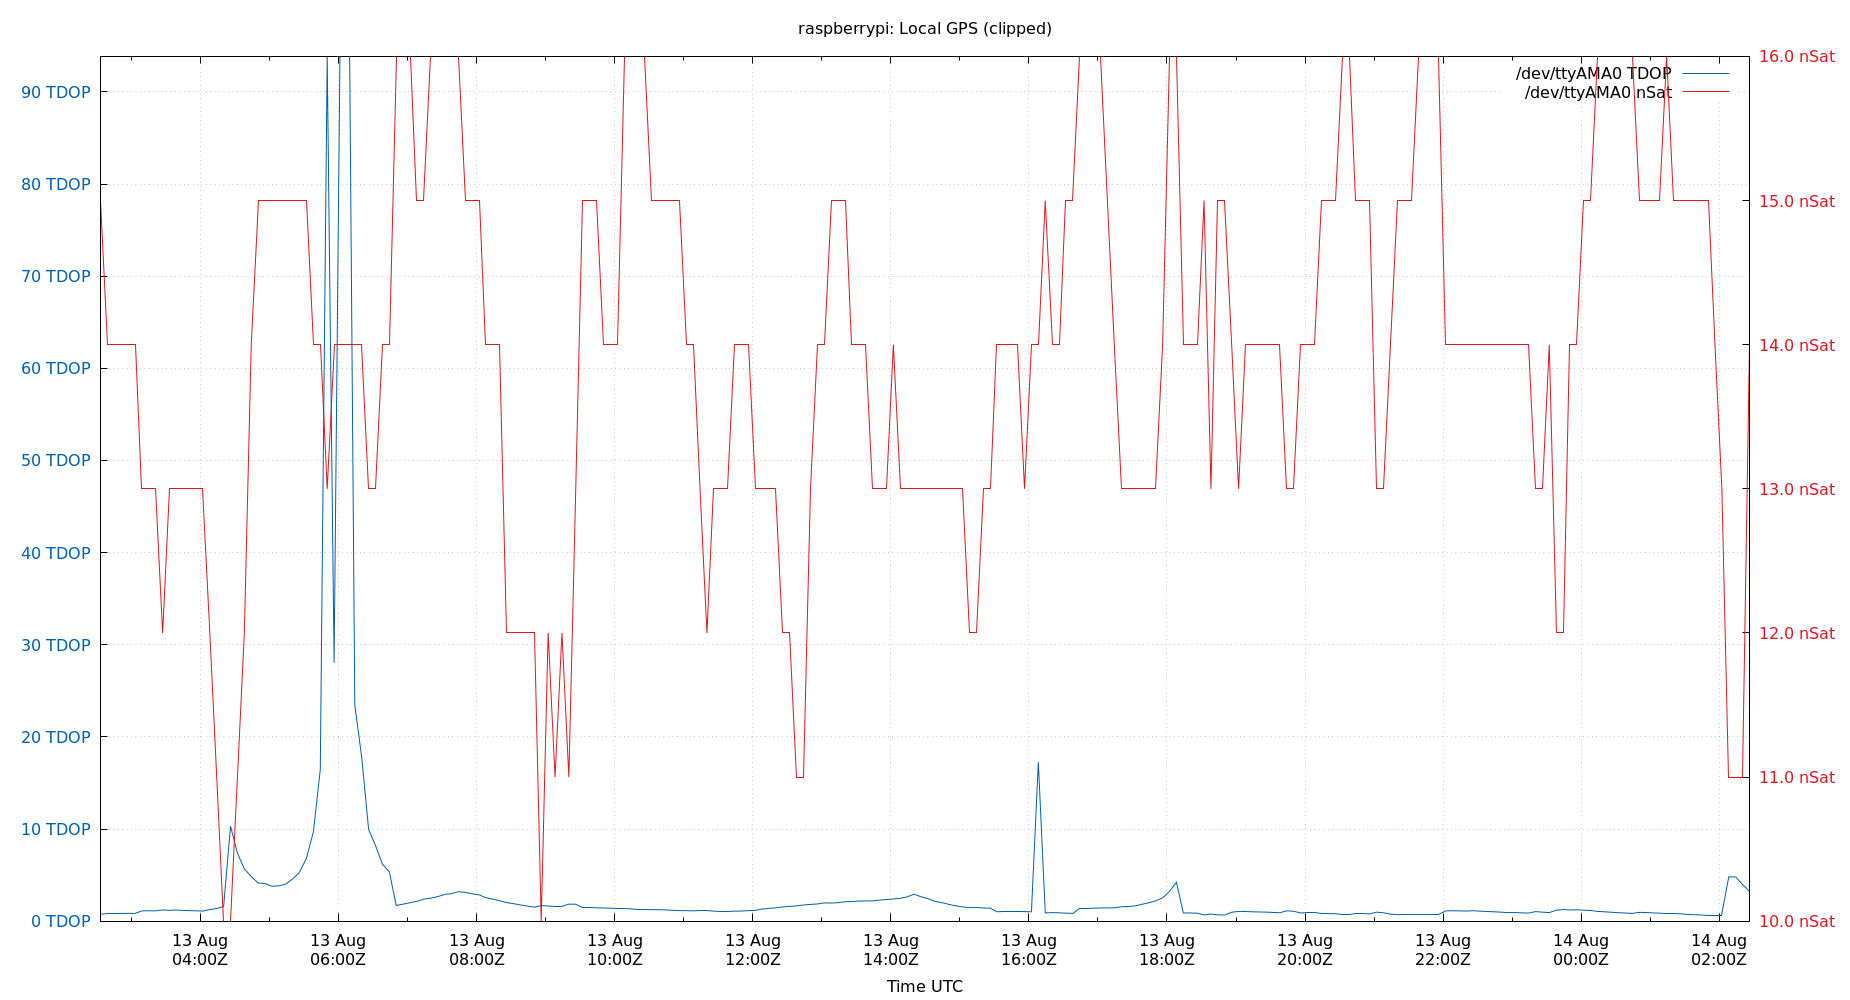 raspberrypi: Local GPS (clipped)
/dev/ttyAMA0 TDOP
/dev/ttyAMA0 nSat
90 TDOP
80 TDOP
70 TDOP
60 TDOP
50 TDOP
40 TDOP
30 TDOP
20 TDOP
10 TDOP
0 TDOP
16.0 nSat
15.0 nSat
14.0 nSat
13.0 nSat
12.0 nSat
11.0 nSat
10.0 nSat
13 Aug 13 Aug 13 Aug 13 Aug 13 Aug 13 Aug 13 Aug 13 Aug 13 Aug 13 Aug 14 Aug 14 Aug
04:00Z 06:00Z 08:00Z 10:00Z 12:00Z 14:00Z 16:00Z 18:00Z 20:00Z 22:00Z 00:00Z 02:00Z
Time UTC